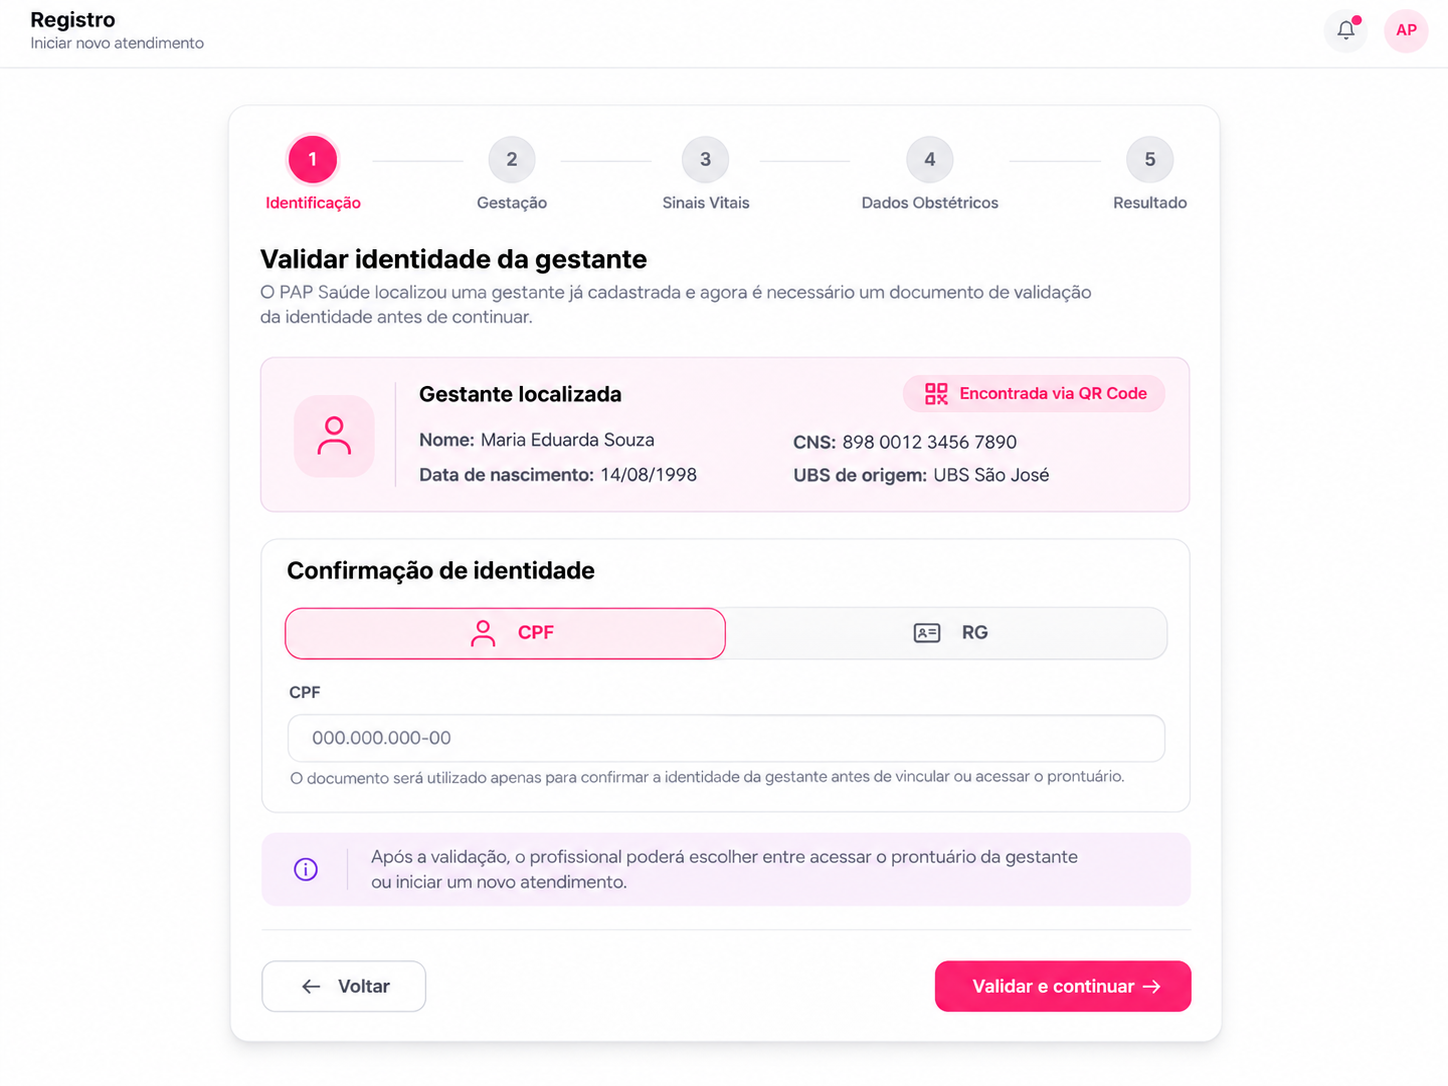 Registro
Iniciar novo atendimento
AP
1
2
3
4
5
Identificação
Gestação
Sinais Vitais
Dados Obstétricos
Resultado
Validar identidade da gestante
O PAP Saúde localizou uma gestante já cadastrada e agora é necessário um documento de validação
da identidade antes de continuar.
Gestante localizada
Encontrada via QR Code
Nome: Maria Eduarda Souza
CNS: 898 0012 3456 7890
Data de nascimento: 14/08/1998
UBS de origem: UBS São José
Confirmação de identidade
CPF
RG
CPF
000.000.000-00
O documento será utilizado apenas para confirmar a identidade da gestante antes de vincular ou acessar o prontuário.
Após a validação, o profissional poderá escolher entre acessar o prontuário da gestante
ou iniciar um novo atendimento.
← Voltar
Validar e continuar →